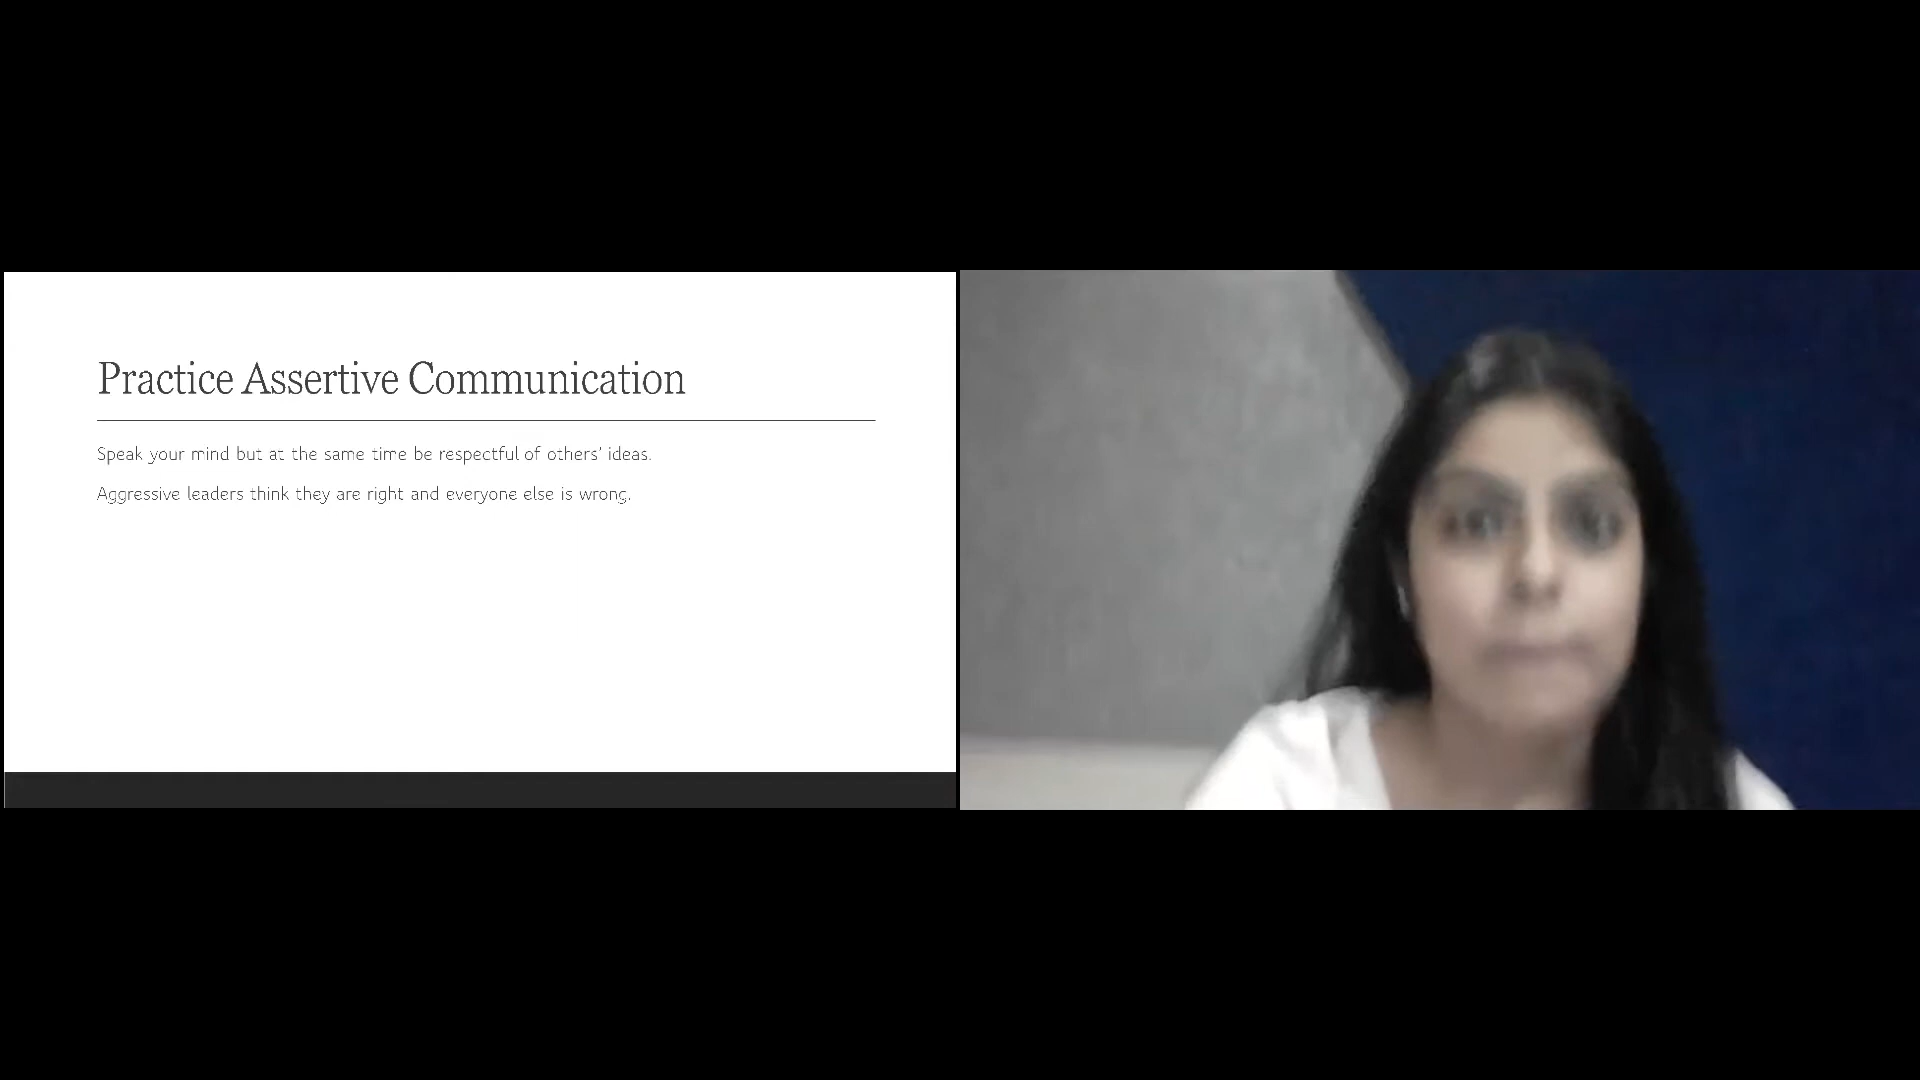 Practice Assertive Communication
Speak your mind but at the same time be respectful of others’ ideas.
Aggressive leaders think they are right and everyone else is wrong.